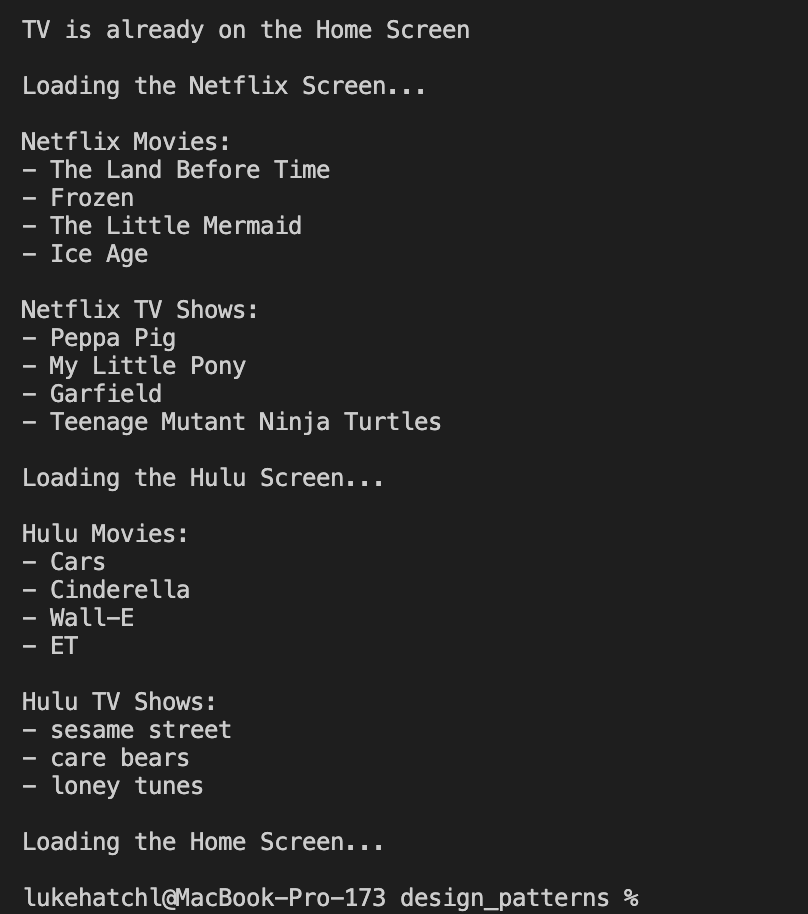 TV is already on the Home Screen
Loading the Netflix Screen...
Netflix Movies:
- The Land Before Time
- Frozen
- The Little Mermaid
- Ice Age
Netflix TV Shows:
- Peppa Pig
- My Little Pony
- Garfield
- Teenage Mutant Ninja Turtles
Loading the Hulu Screen...
Hulu Movies:
- Cars
- Cinderella
- Wall-E
- ET
Hulu TV Shows:
- sesame street
- care bears
- loney tunes
Loading the Home Screen...
lukehatchl@MacBook-Pro-173 design_patterns %